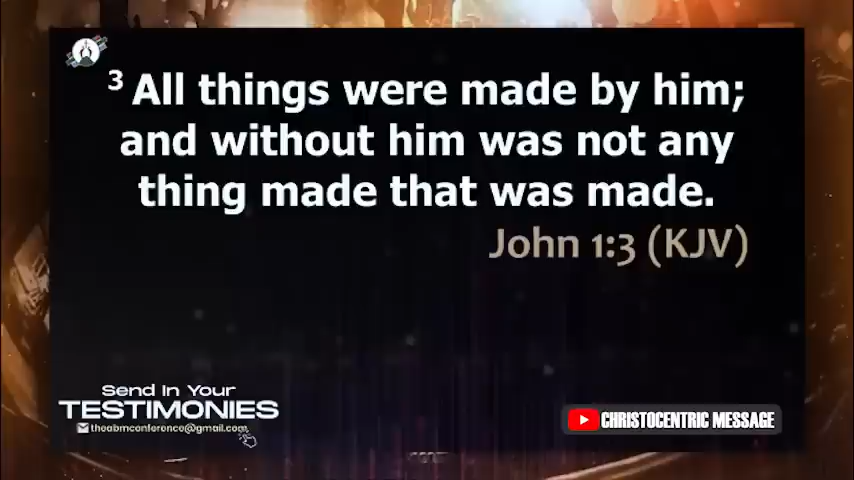 3 All things were made by him;
and without him was not any
thing made that was made.
John 1:3 (KJV)
Send In Your
TESTIMONIES
theabmconference@gmail.com
CHRISTOCENTRIC MESSAGE